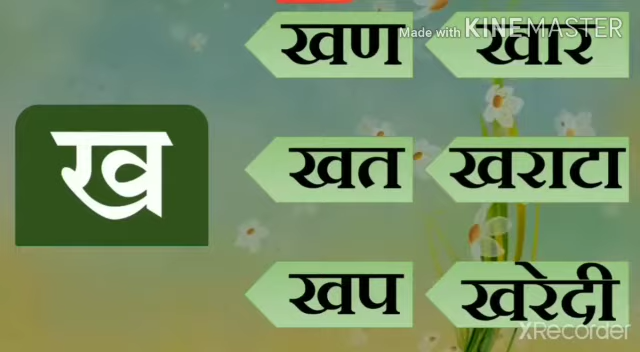 खण खार
Made with KINEMASTER
ख
खत खराटा
खप खरेदी
XRecorder